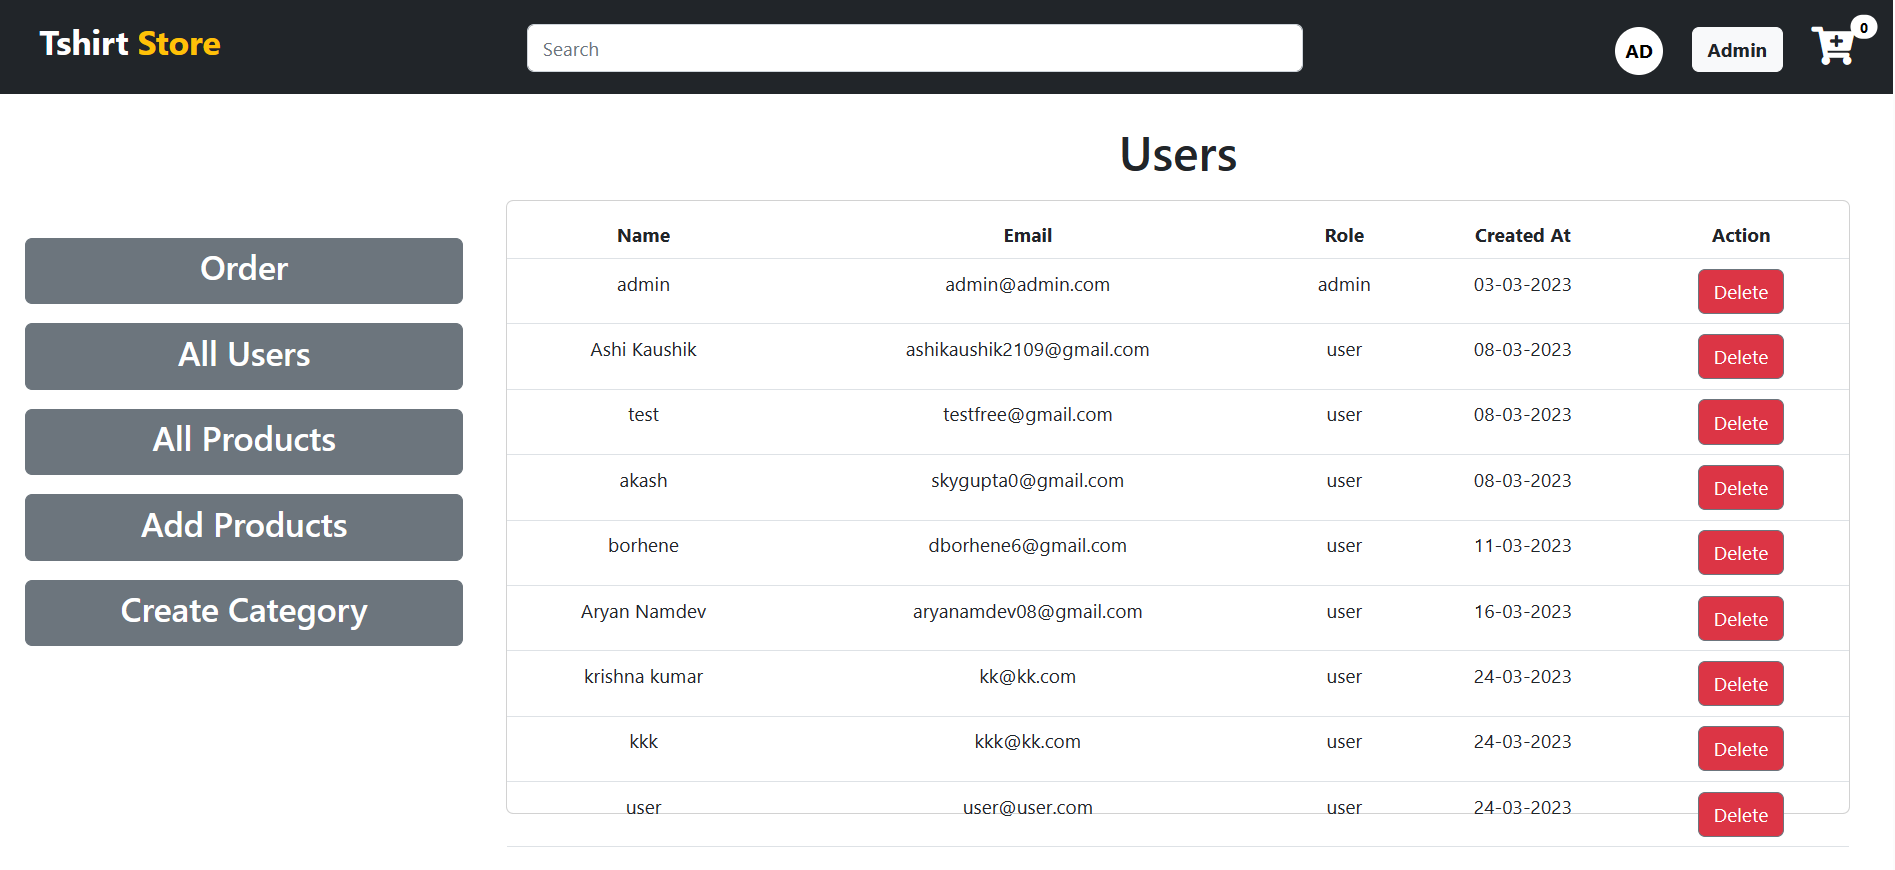 Tshirt Store
Search
AD
Admin
0
Order
All Users
All Products
Add Products
Create Category
Users
Name Email Role Created At Action
admin admin@admin.com admin 03-03-2023 Delete
Ashi Kaushik ashikaushik2109@gmail.com user 08-03-2023 Delete
test testfree@gmail.com user 08-03-2023 Delete
akash skygupta0@gmail.com user 08-03-2023 Delete
borhene dborhene6@gmail.com user 11-03-2023 Delete
Aryan Namdev aryanamdev08@gmail.com user 16-03-2023 Delete
krishna kumar kk@kk.com user 24-03-2023 Delete
kkk kkk@kk.com user 24-03-2023 Delete
user user@user.com user 24-03-2023 Delete